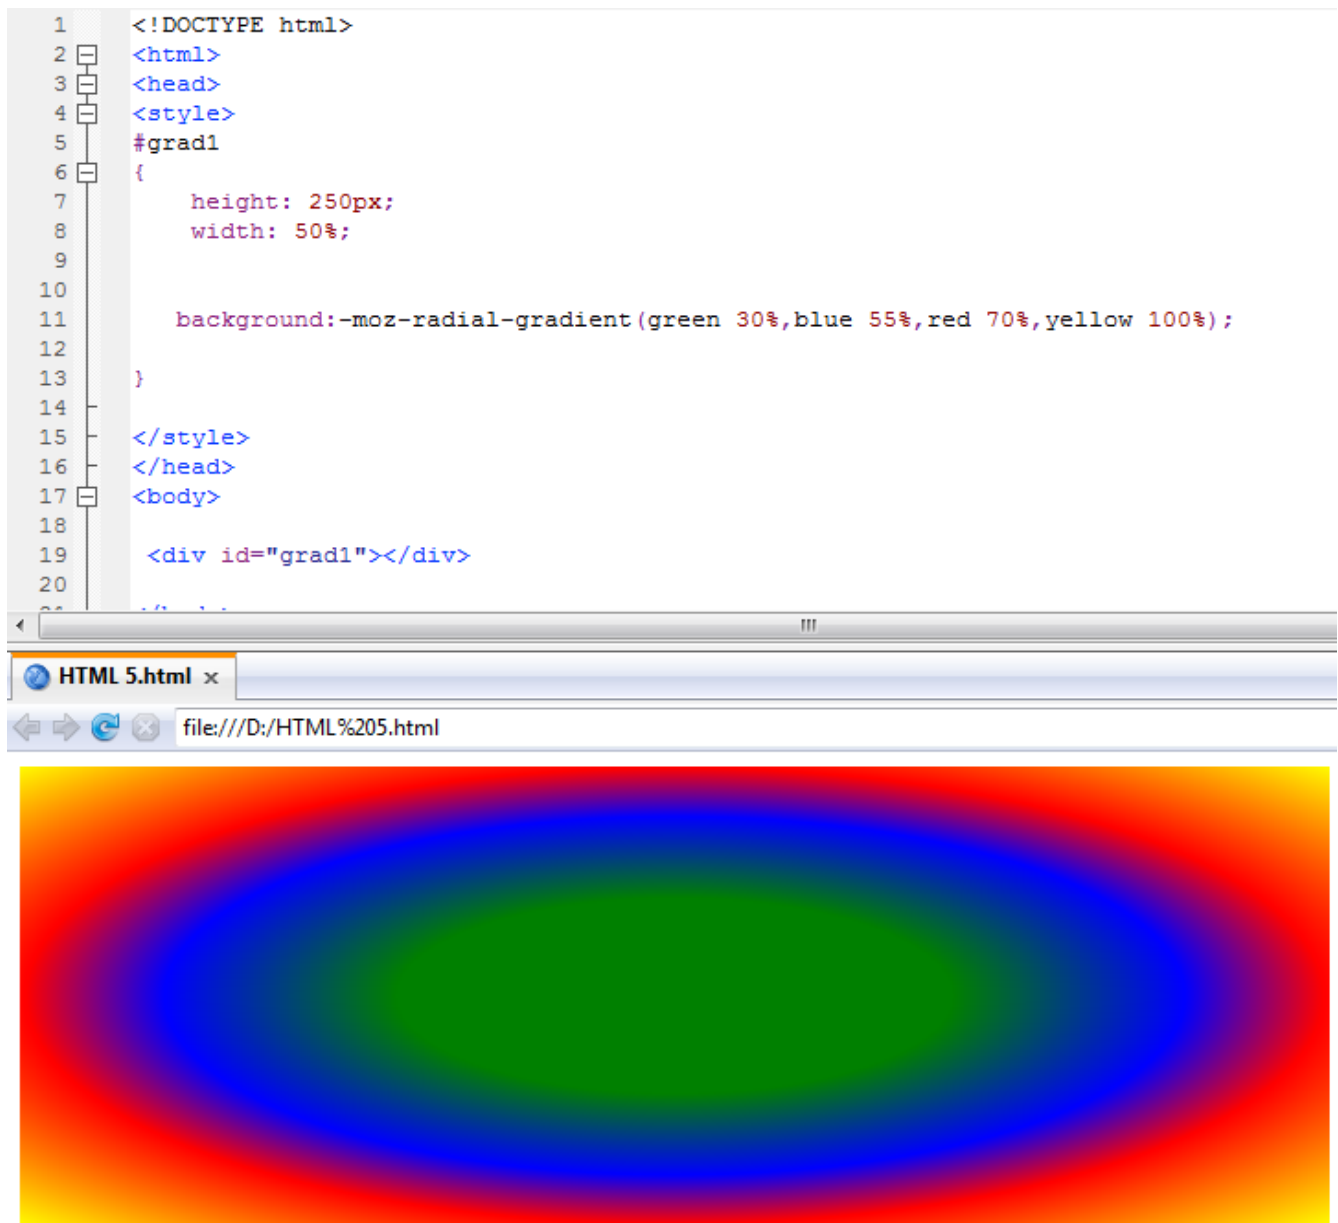 1 <!DOCTYPE html>
2 <html>
3 <head>
4 <style>
5 #grad1
6 {
7 height: 250px;
8 width: 50%;
9
10
11 background:-moz-radial-gradient(green 30%,blue 55%,red 70%,yellow 100%);
12
13 }
14
15 </style>
16 </head>
17 <body>
18
19 <div id="grad1"></div>
20
HTML 5.html x
file:///D:/HTML%205.html